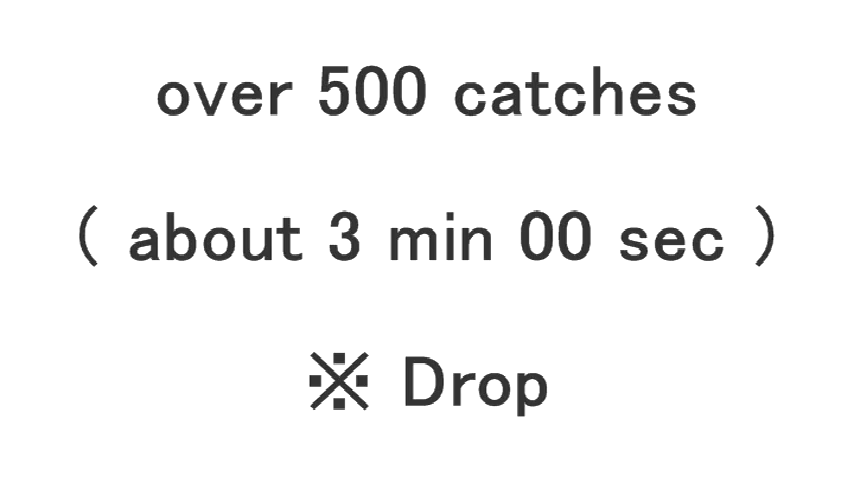 over 500 catches
( about 3 min 00 sec )
※ Drop